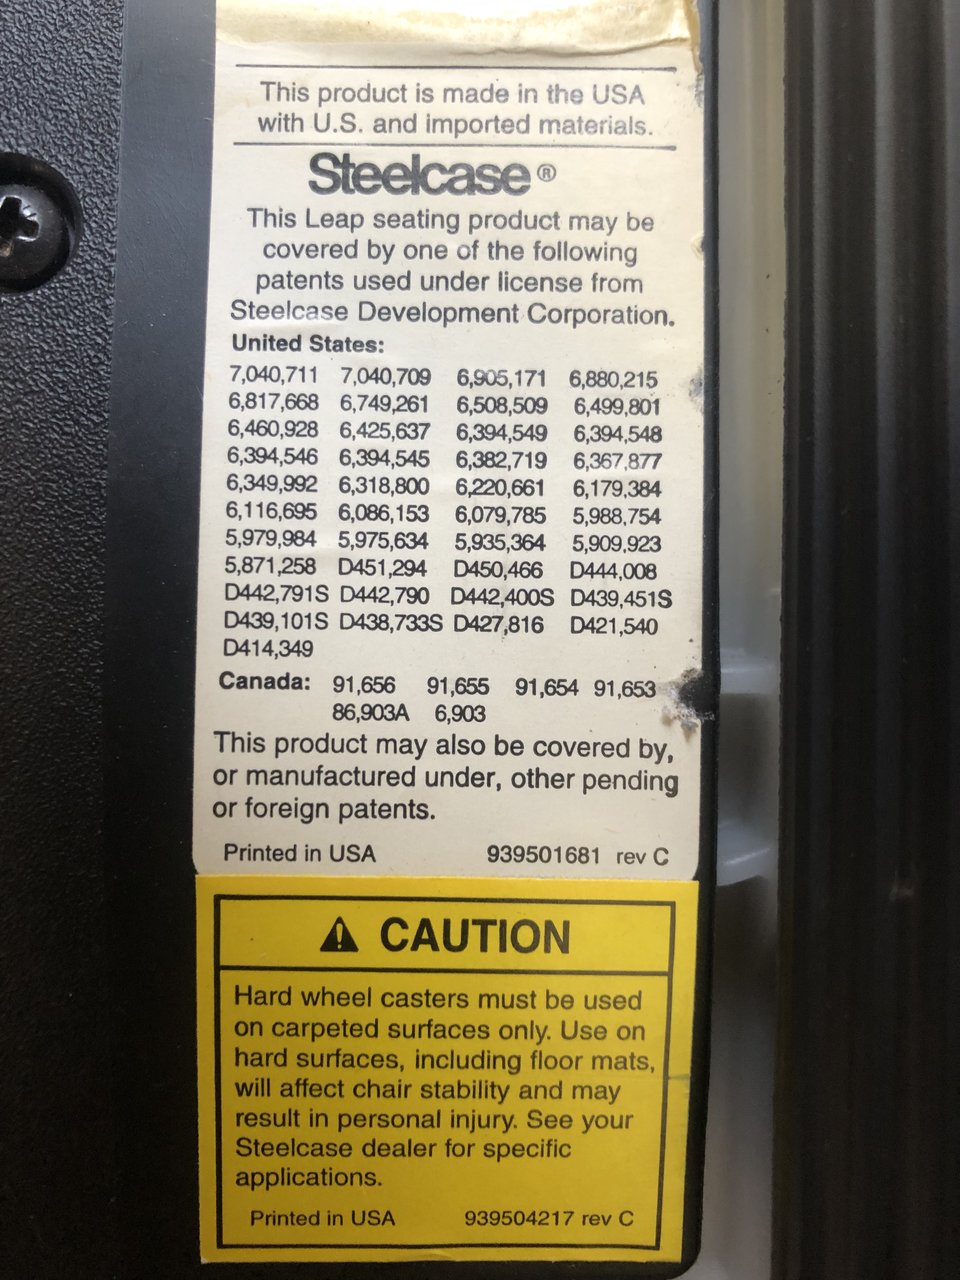 This product is made in the USA
with U.S. and imported materials.
Steelcase®
This Leap seating product may be
covered by one of the following
patents used under license from
Steelcase Development Corporation.
United States:
7,040,711 7,040,709 6,905,171 6,880,215
6,817,668 6,749,261 6,508,509 6,499,801
6,460,928 6,425,637 6,394,549 6,394,548
6,394,546 6,394,545 6,382,719 6,367,877
6,349,992 6,318,800 6,220,661 6,179,384
6,116,695 6,086,153 6,079,785 5,988,754
5,979,984 5,975,634 5,935,364 5,909,923
5,871,258 D451,294 D450,466 D444,008
D442,791S D442,790 D442,400S D439,451S
D439,101S D438,733S D427,816 D421,540
D414,349
Canada: 91,656 91,655 91,654 91,653
86,903A 6,903
This product may also be covered by,
or manufactured under, other pending
or foreign patents.
Printed in USA 939501681 rev C
CAUTION
Hard wheel casters must be used
on carpeted surfaces only. Use on
hard surfaces, including floor mats,
will affect chair stability and may
result in personal injury. See your
Steelcase dealer for specific
applications.
Printed in USA 939504217 rev C